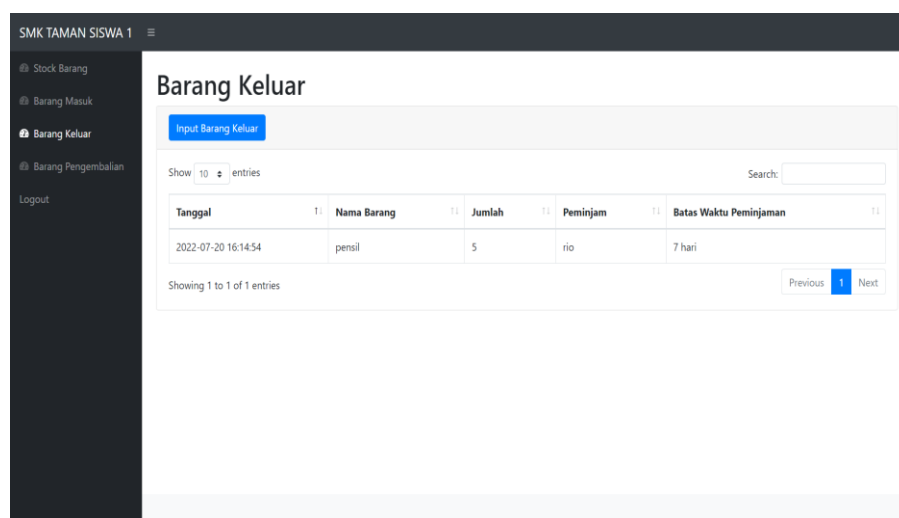 SMK TAMAN SISWA 1
Stock Barang
Barang Masuk
Barang Keluar
Barang Pengembalian
Logout
Barang Keluar
Input Barang Keluar
Show 10 entries
Search:
Tanggal Nama Barang Jumlah Peminjam Batas Waktu Peminjaman
2022-07-20 16:14:54 pensil 5 rio 7 hari
Showing 1 to 1 of 1 entries
Previous 1 Next